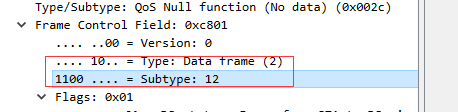 Type/Subtype: QoS Null function (No data) (0x002c)
Frame Control Field: 0xc801
.... ..00 = Version: 0
.... 10.. = Type: Data frame (2)
1100 .... = Subtype: 12
Flags: 0x01